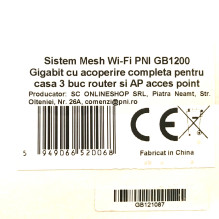 Sistem Mesh Wi-Fi PNI GB1200
Gigabit cu acoperire completa pentru
casa 3 buc router si AP acces point
Producator: SC ONLINESHOP SRL, Piatra Neamt, Str.
Olteniei, Nr. 26A, comenzi@pni.ro
CE
Fabricat in China
5 949066 520068
GB121087